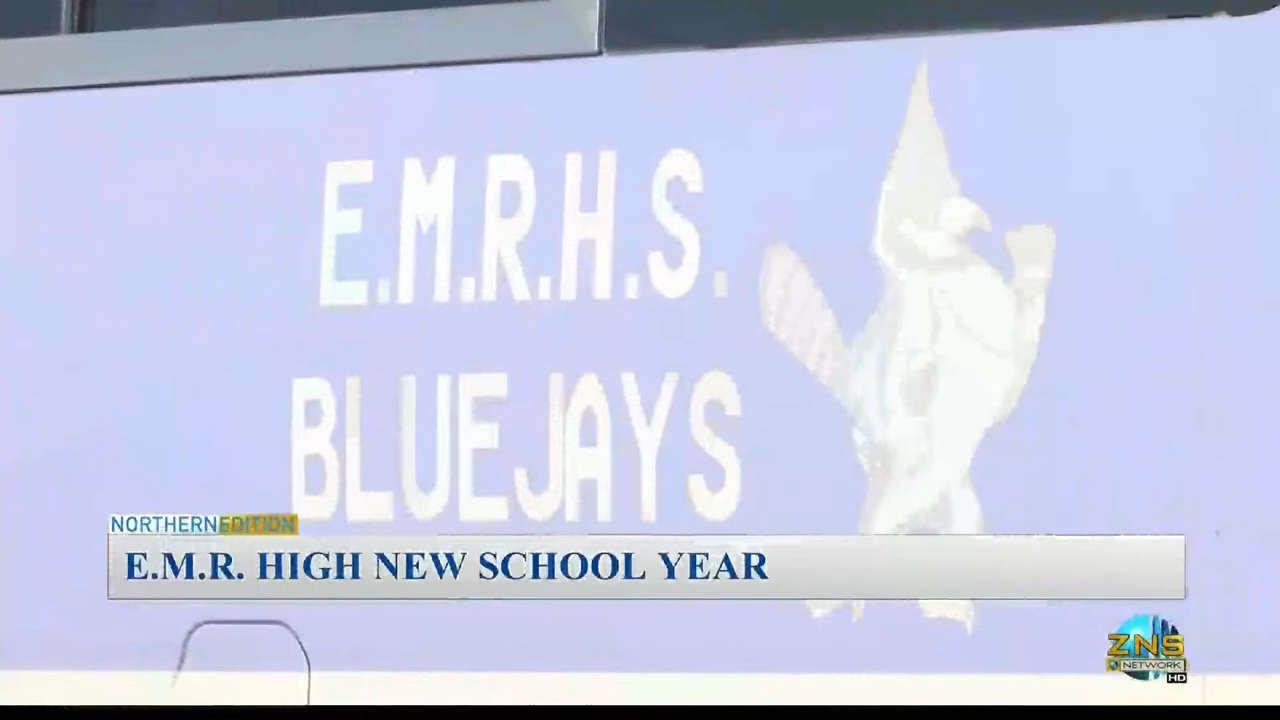 E.M.R.H.S.
BLUEJAYS
NORTHERNEDITION
E.M.R. HIGH NEW SCHOOL YEAR
ZNS
NETWORK
HD